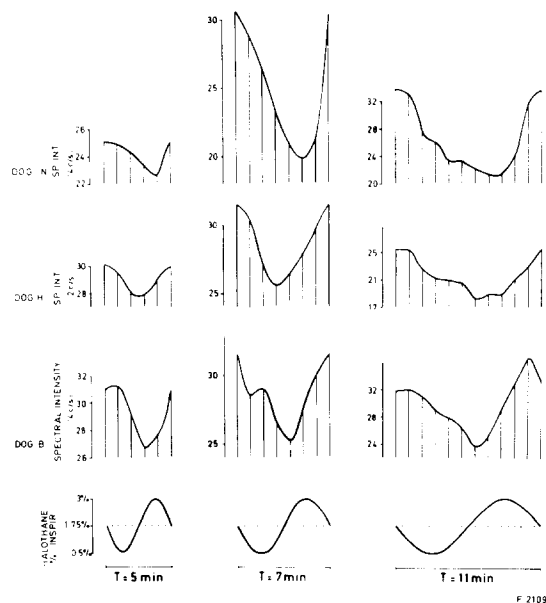 30
25
20
26
24
22
DOG N
SP INT
32
28
24
20
30
25
30
28
DOG H
SP INT
2 c/s
25
21
17
36
32
28
26
DOG B
SPECTRAL INTENSITY
30
25
32
28
24
3%
1.75%
0.5%
HALOTHANE
% INSPIR
T = 5 min
T = 7 min
T = 11 min
F 2109